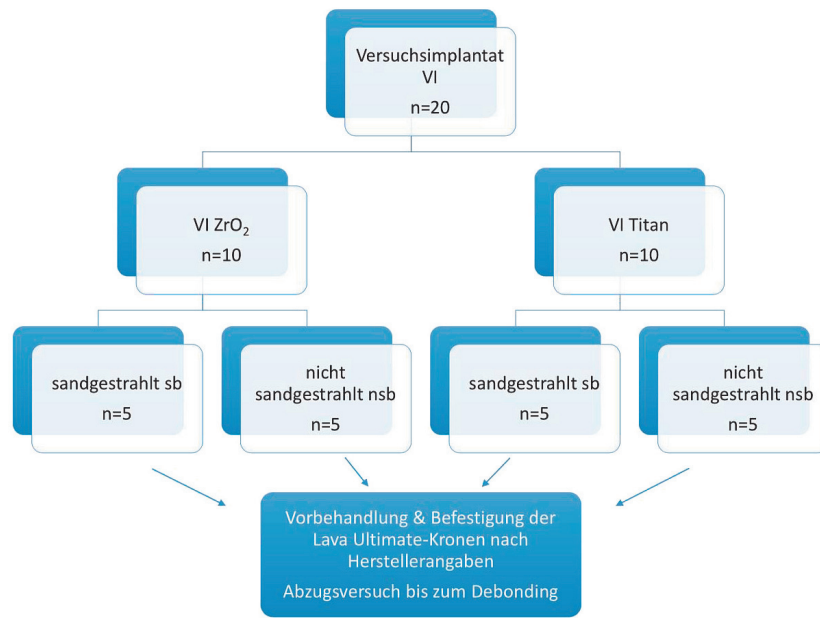 Versuchsimplantat
VI
n=20
VI ZrO₂
n=10
VI Titan
n=10
sandgestrahlt sb
n=5
nicht
sandgestrahlt nsb
n=5
sandgestrahlt sb
n=5
nicht
sandgestrahlt nsb
n=5
Vorbehandlung & Befestigung der
Lava Ultimate-Kronen nach
Herstellerangaben
Abzugsversuch bis zum Debonding